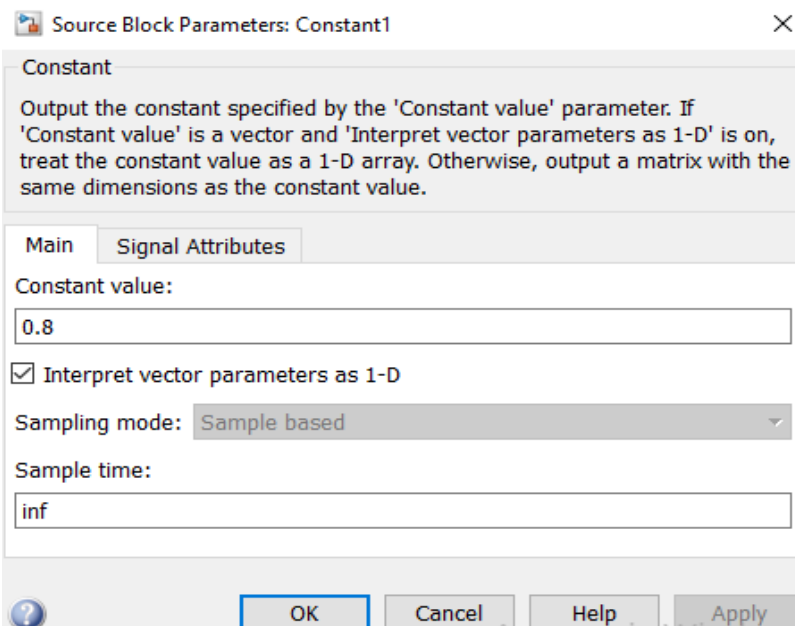 Source Block Parameters: Constant1
Constant
Output the constant specified by the 'Constant value' parameter. If
'Constant value' is a vector and 'Interpret vector parameters as 1-D' is on,
treat the constant value as a 1-D array. Otherwise, output a matrix with the
same dimensions as the constant value.
Main Signal Attributes
Constant value:
0.8
Interpret vector parameters as 1-D
Sampling mode: Sample based
Sample time:
inf
OK Cancel Help Apply